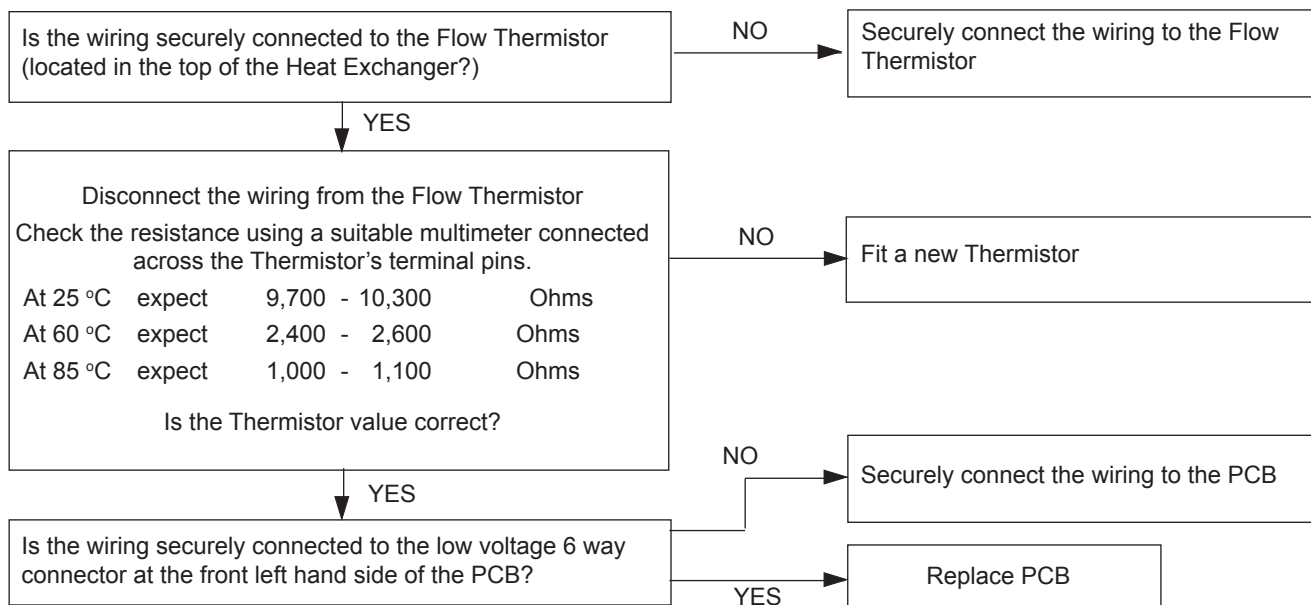 Is the wiring securely connected to the Flow Thermistor
(located in the top of the Heat Exchanger?)
NO
Securely connect the wiring to the Flow
Thermistor
YES
Disconnect the wiring from the Flow Thermistor
Check the resistance using a suitable multimeter connected
across the Thermistor's terminal pins.
At 25 °C expect 9,700 - 10,300 Ohms
At 60 °C expect 2,400 - 2,600 Ohms
At 85 °C expect 1,000 - 1,100 Ohms
Is the Thermistor value correct?
NO
Fit a new Thermistor
YES
Is the wiring securely connected to the low voltage 6 way
connector at the front left hand side of the PCB?
NO
Securely connect the wiring to the PCB
YES
Replace PCB